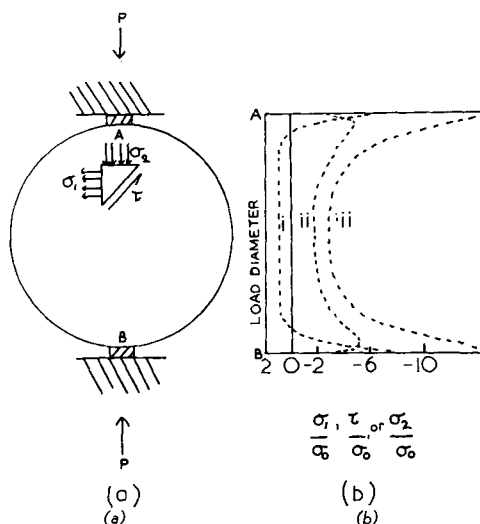 P
A
σ₂
σ₁
τ
B
P
(a)
(a)
A
LOAD DIAMETER
i
ii
iii
B
2 0 -2 -6 -10
σ₁/σ₀, τ/σ₀, or σ₂/σ₀
(b)
(b)